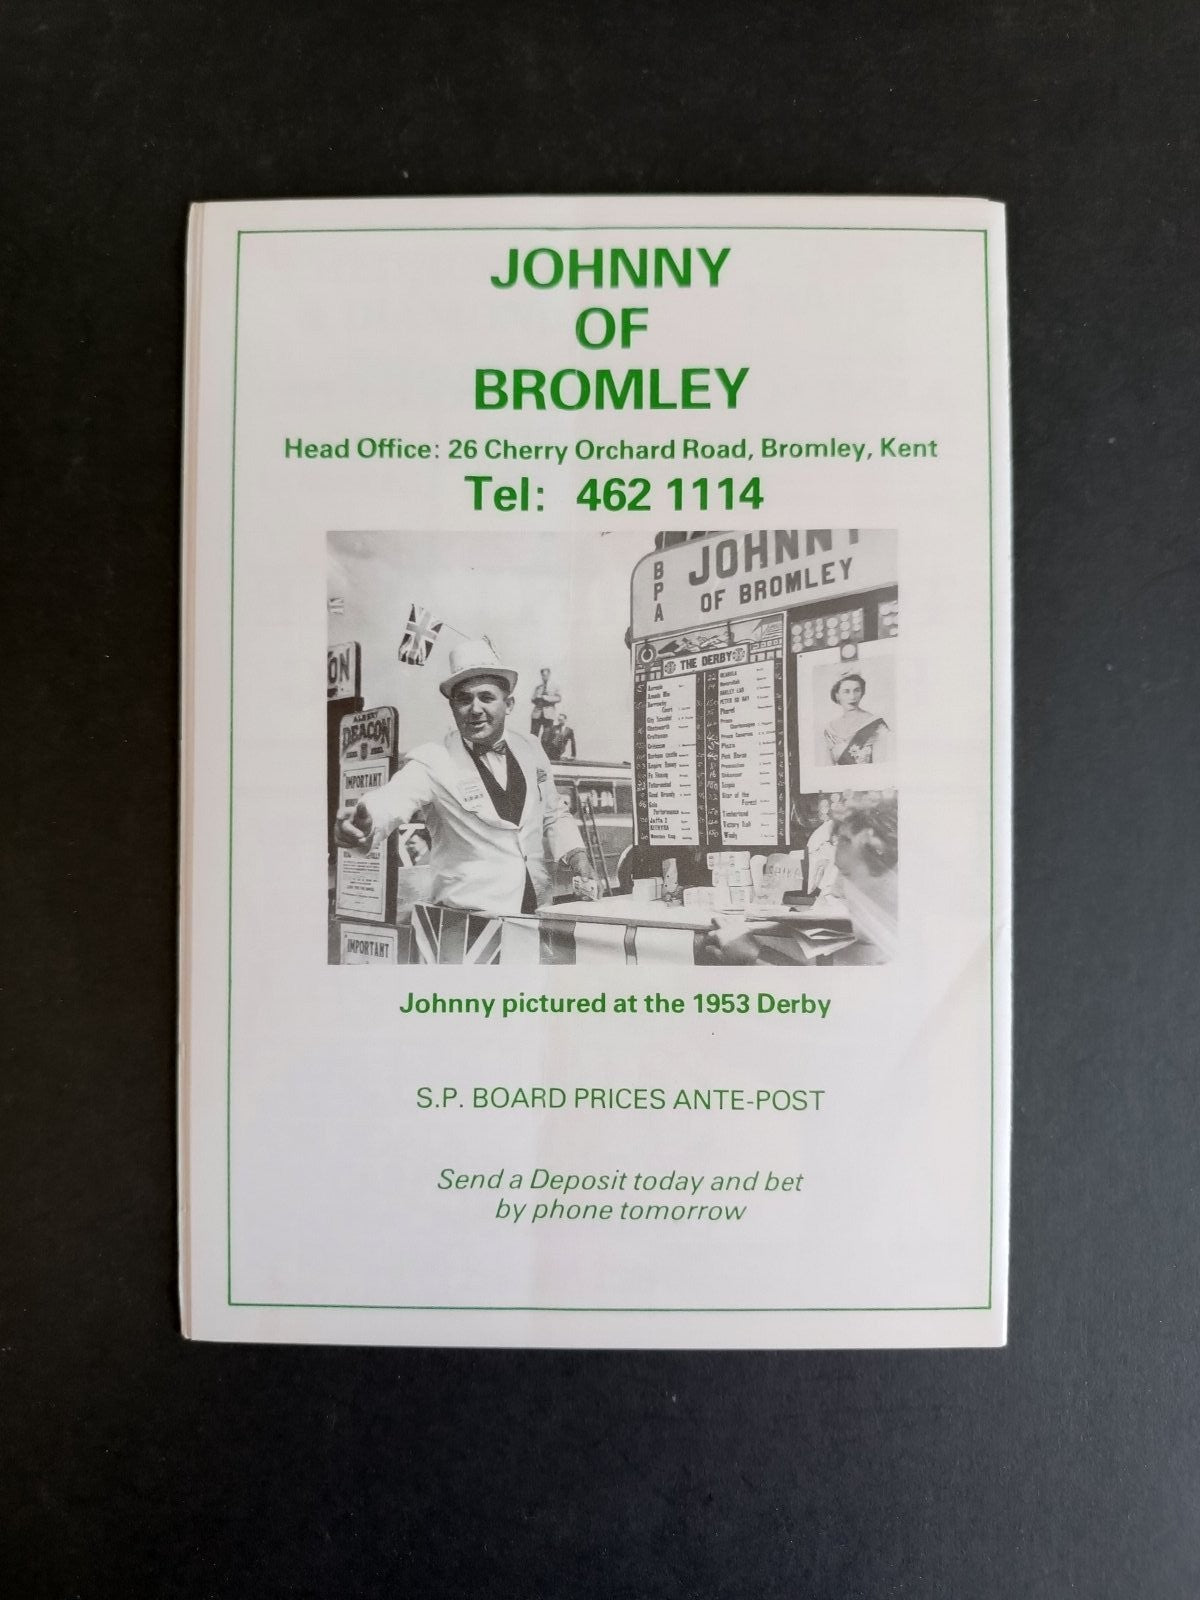 JOHNNY
OF
BROMLEY
Head Office: 26 Cherry Orchard Road, Bromley, Kent
Tel: 462 1114
BPA
JOHNNY
OF BROMLEY
THE DERBY
ON
DEACON
IMPORTANT
IMPORTANT
Johnny pictured at the 1953 Derby
S.P. BOARD PRICES ANTE-POST
Send a Deposit today and bet
by phone tomorrow